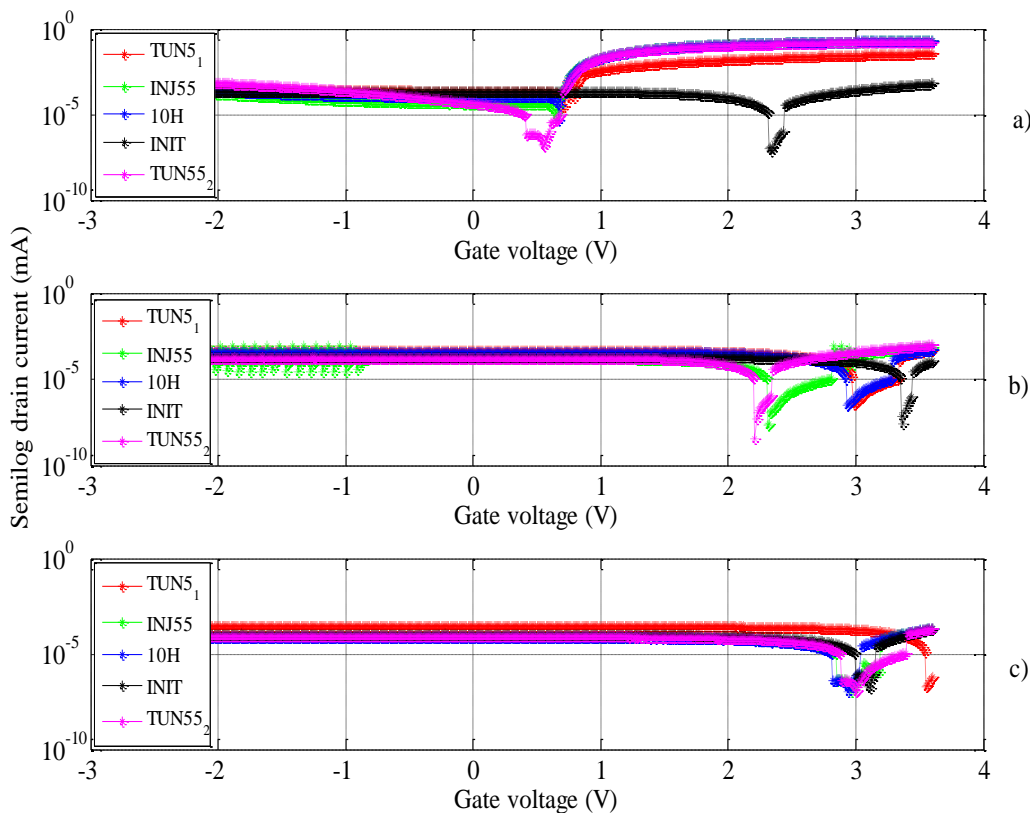 Semilog drain current (mA)
10^0
10^-5
10^-10
TUN5_1
INJ55
10H
INIT
TUN55_2
-3 -2 -1 0 1 2 3 4
Gate voltage (V)
a)
10^0
10^-5
10^-10
TUN5_1
INJ55
10H
INIT
TUN55_2
-3 -2 -1 0 1 2 3 4
Gate voltage (V)
b)
10^0
10^-5
10^-10
TUN5_1
INJ55
10H
INIT
TUN55_2
-3 -2 -1 0 1 2 3 4
Gate voltage (V)
c)